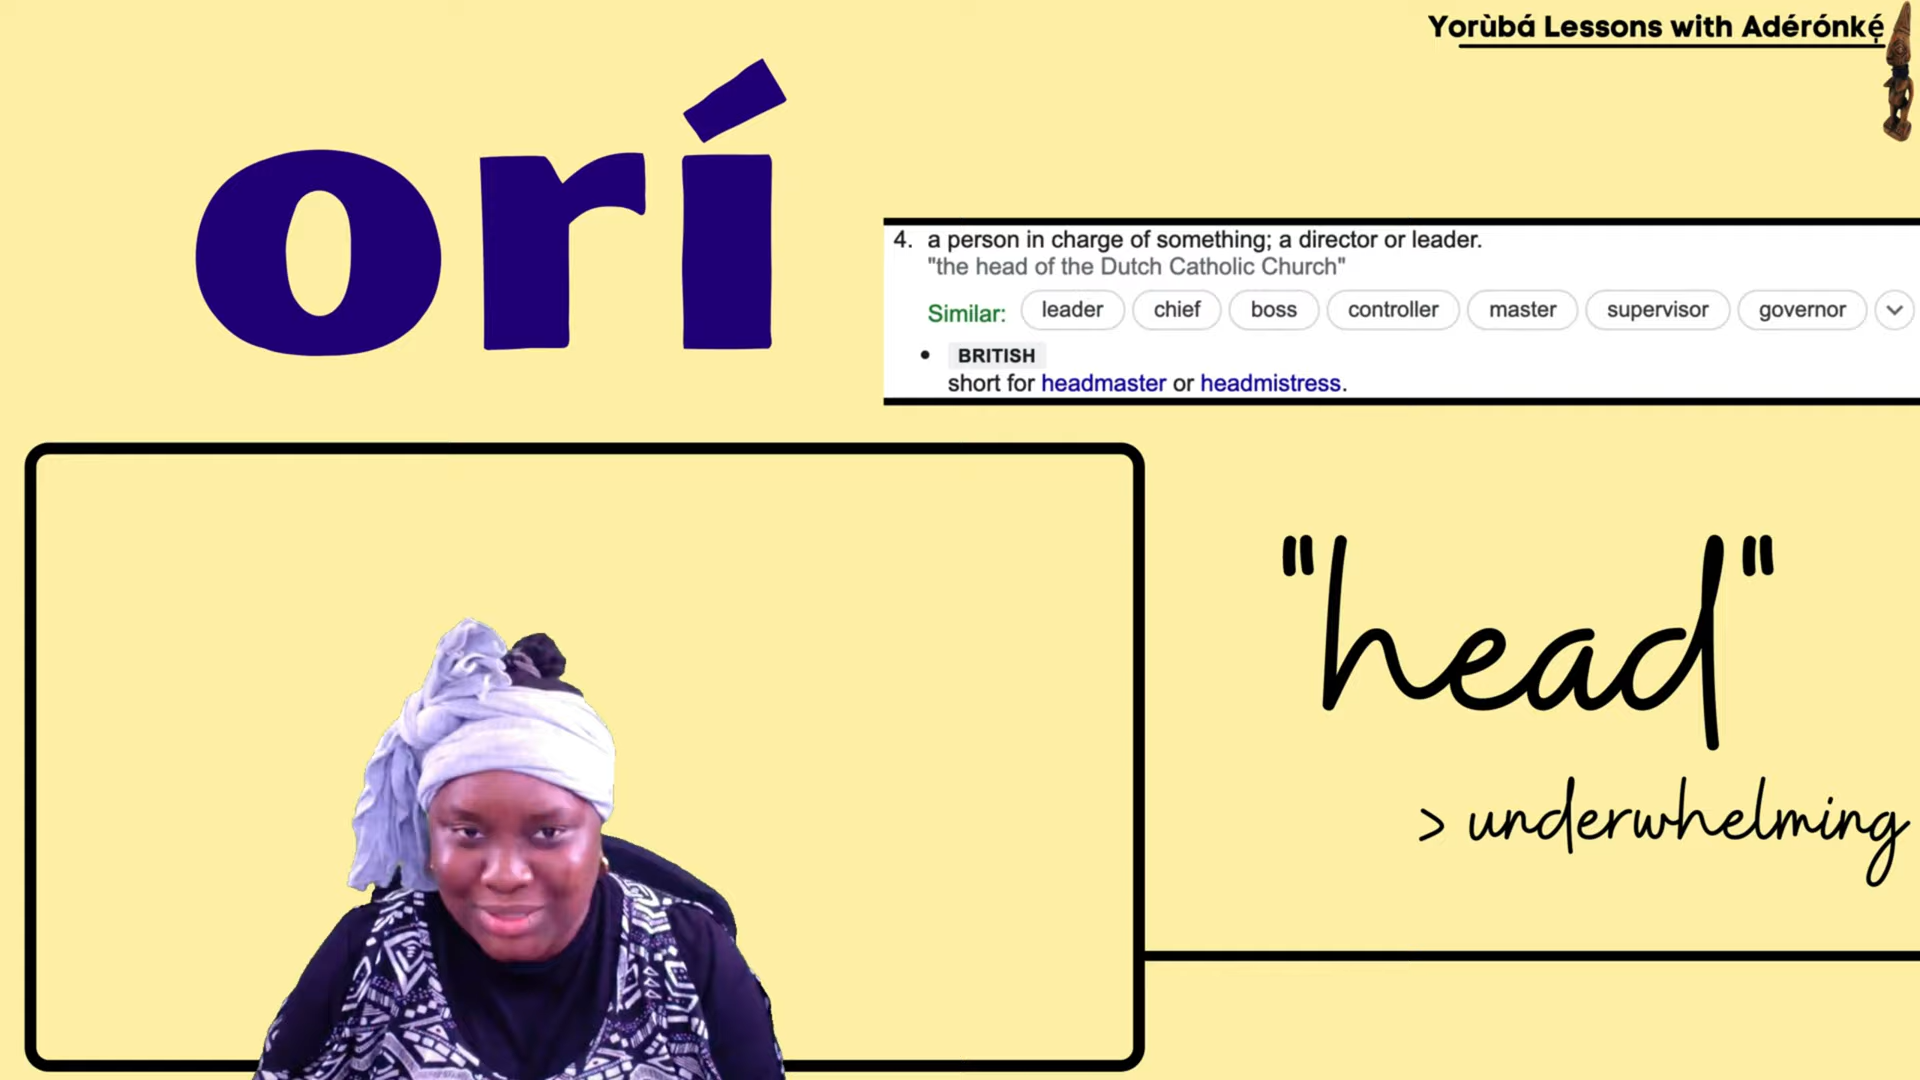 Yorùbá Lessons with Adérónkẹ́
orí
4. a person in charge of something; a director or leader.
"the head of the Dutch Catholic Church"
Similar: leader chief boss controller master supervisor governor
• BRITISH
short for headmaster or headmistress.
"head"
> underwhelming